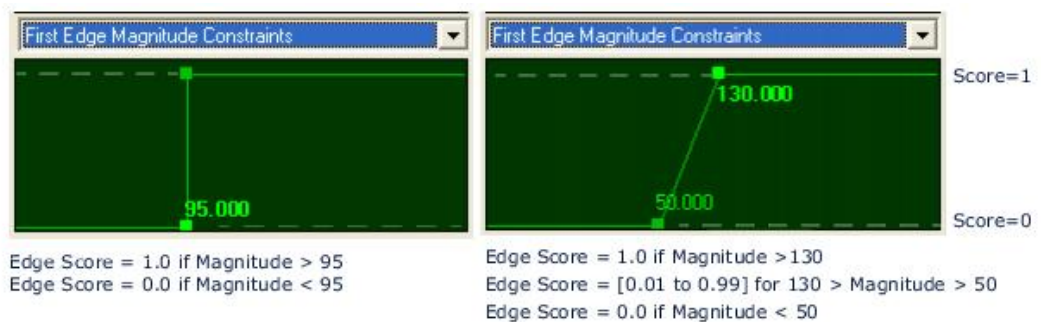 First Edge Magnitude Constraints
95.000
Edge Score = 1.0 if Magnitude > 95
Edge Score = 0.0 if Magnitude < 95
First Edge Magnitude Constraints
Score=1
130.000
50.000
Score=0
Edge Score = 1.0 if Magnitude >130
Edge Score = [0.01 to 0.99] for 130 > Magnitude > 50
Edge Score = 0.0 if Magnitude < 50